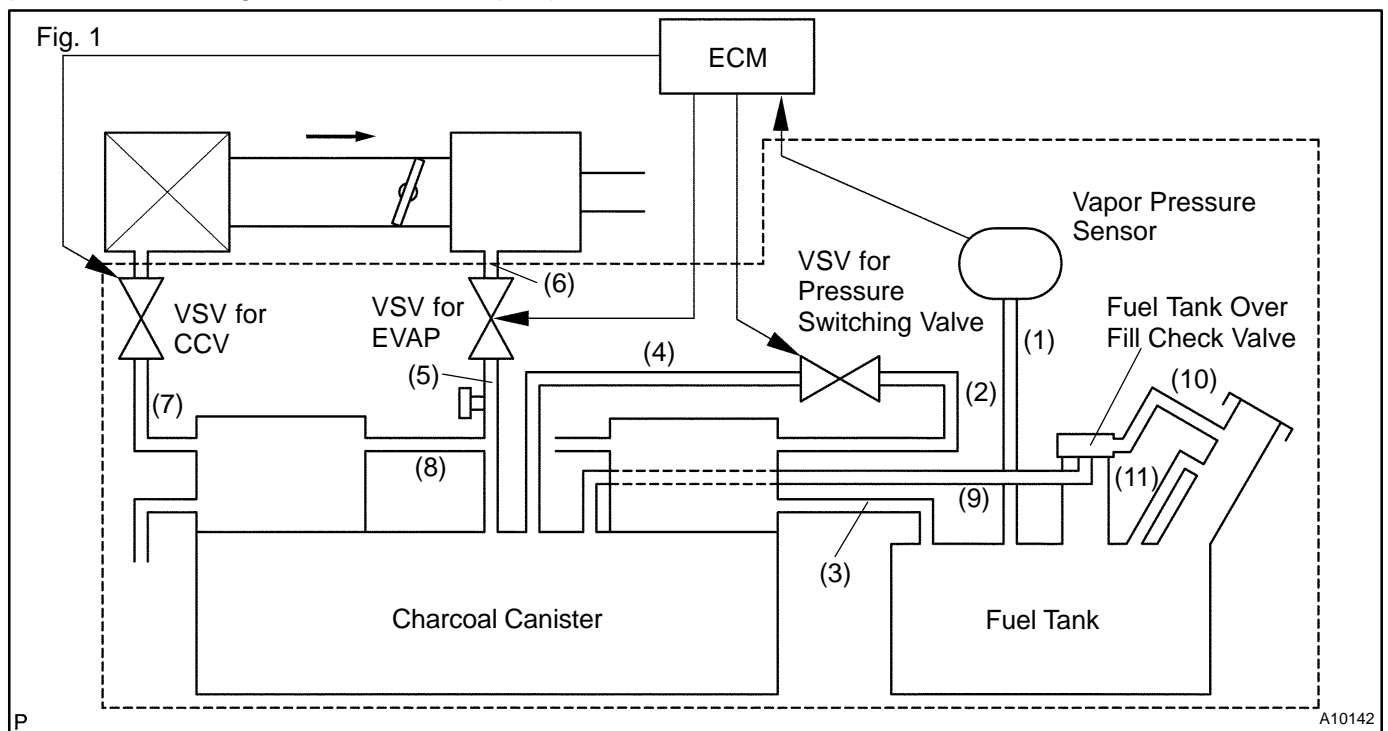 Fig. 1
ECM
Vapor Pressure
Sensor
VSV for
Pressure
Switching Valve
Fuel Tank Over
Fill Check Valve
VSV for
CCV
VSV for
EVAP
(6)
(1)
(4)
(5)
(2)
(10)
(7)
(8)
(11)
(9)
(3)
Charcoal Canister
Fuel Tank
P
A10142